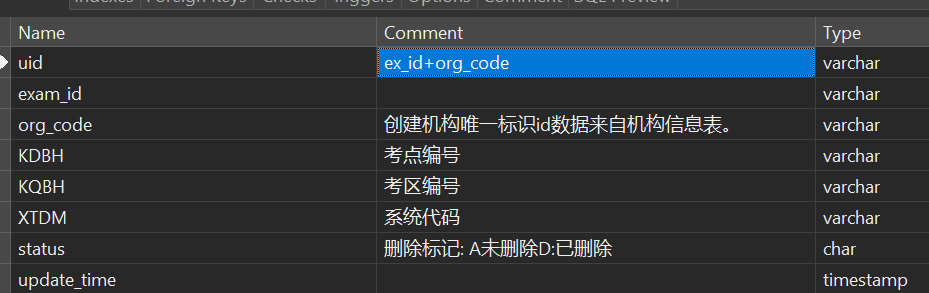 Indexes Foreign Keys Checks Triggers Options Comment SQL Preview
Name Comment Type
uid ex_id+org_code varchar
exam_id varchar
org_code 创建机构唯一标识id数据来自机构信息表。 varchar
KDBH 考点编号 varchar
KQBH 考区编号 varchar
XTDM 系统代码 varchar
status 删除标记: A未删除D:已删除 char
update_time timestamp